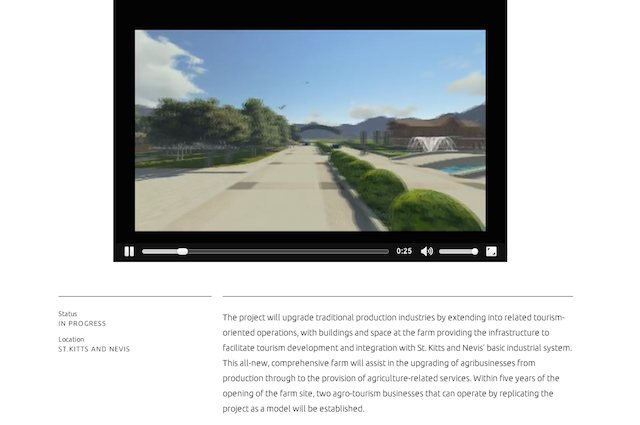 0:25
Status
IN PROGRESS
Location
ST.KITTS AND NEVIS
The project will upgrade traditional production industries by extending into related tourism-
oriented operations, with buildings and space at the farm providing the infrastructure to
facilitate tourism development and integration with St. Kitts and Nevis' basic industrial system.
This all-new, comprehensive farm will assist in the upgrading of agribusinesses from
production through to the provision of agriculture-related services. Within five years of the
opening of the farm site, two agro-tourism businesses that can operate by replicating the
project as a model will be established.